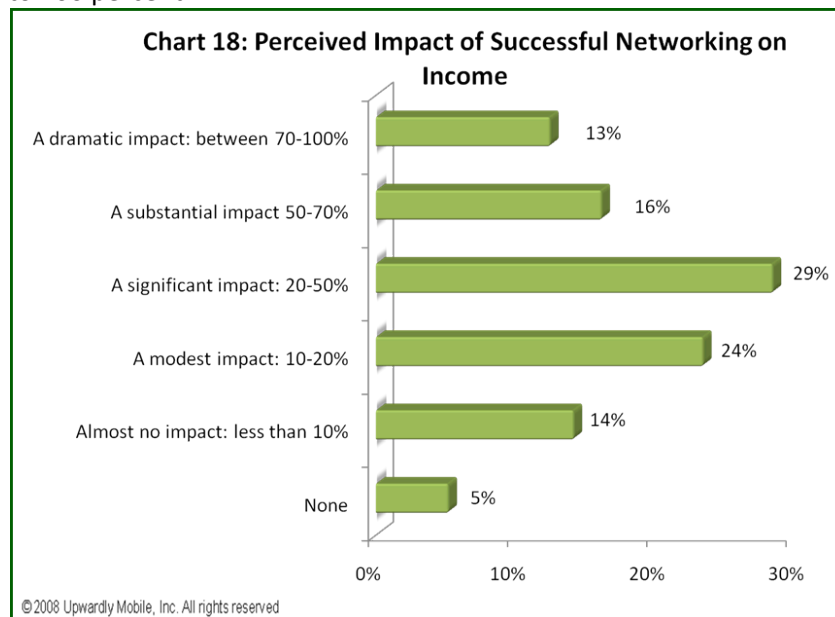 Chart 18: Perceived Impact of Successful Networking on
Income
A dramatic impact: between 70-100%
13%
A substantial impact 50-70%
16%
A significant impact: 20-50%
29%
A modest impact: 10-20%
24%
Almost no impact: less than 10%
14%
None
5%
0%
10%
20%
30%
©2008 Upwardly Mobile, Inc. All rights reserved